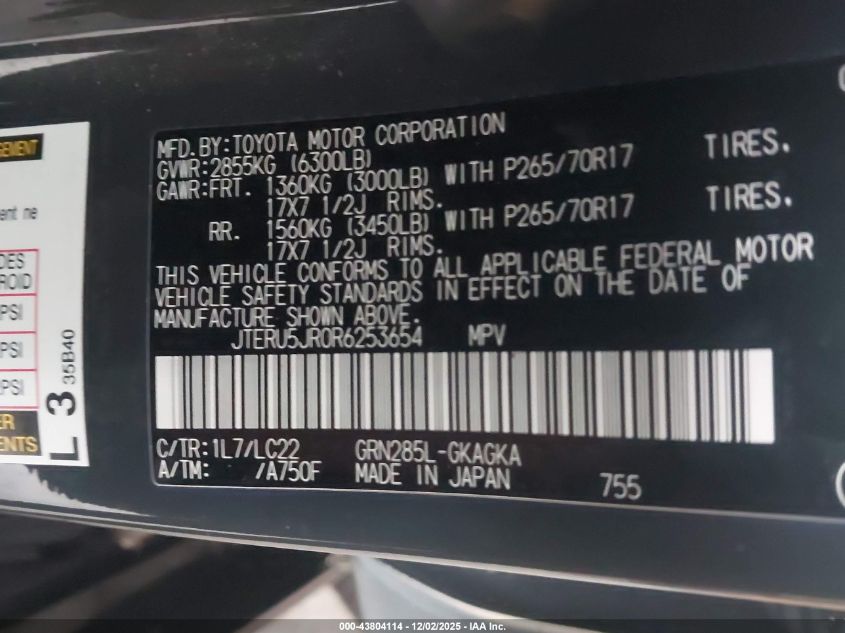 MFD.BY:TOYOTA MOTOR CORPORATION
GVWR:2855KG (6300LB)
GAWR:FRT. 1360KG (3000LB) WITH P265/70R17 TIRES.
17X7 1/2J RIMS.
RR. 1560KG (3450LB) WITH P265/70R17 TIRES.
17X7 1/2J RIMS.
THIS VEHICLE CONFORMS TO ALL APPLICABLE FEDERAL MOTOR
VEHICLE SAFETY STANDARDS IN EFFECT ON THE DATE OF
MANUFACTURE SHOWN ABOVE.
JTERU5JR0R6253654 MPV
C/TR:1L7/LC22 GRN285L-GKAGKA
A/TM: /A750F MADE IN JAPAN 755
ent ne
PSI
PSI
PSI
L 3 35B40
000-43804114 - 12/02/2025 - IAA Inc.